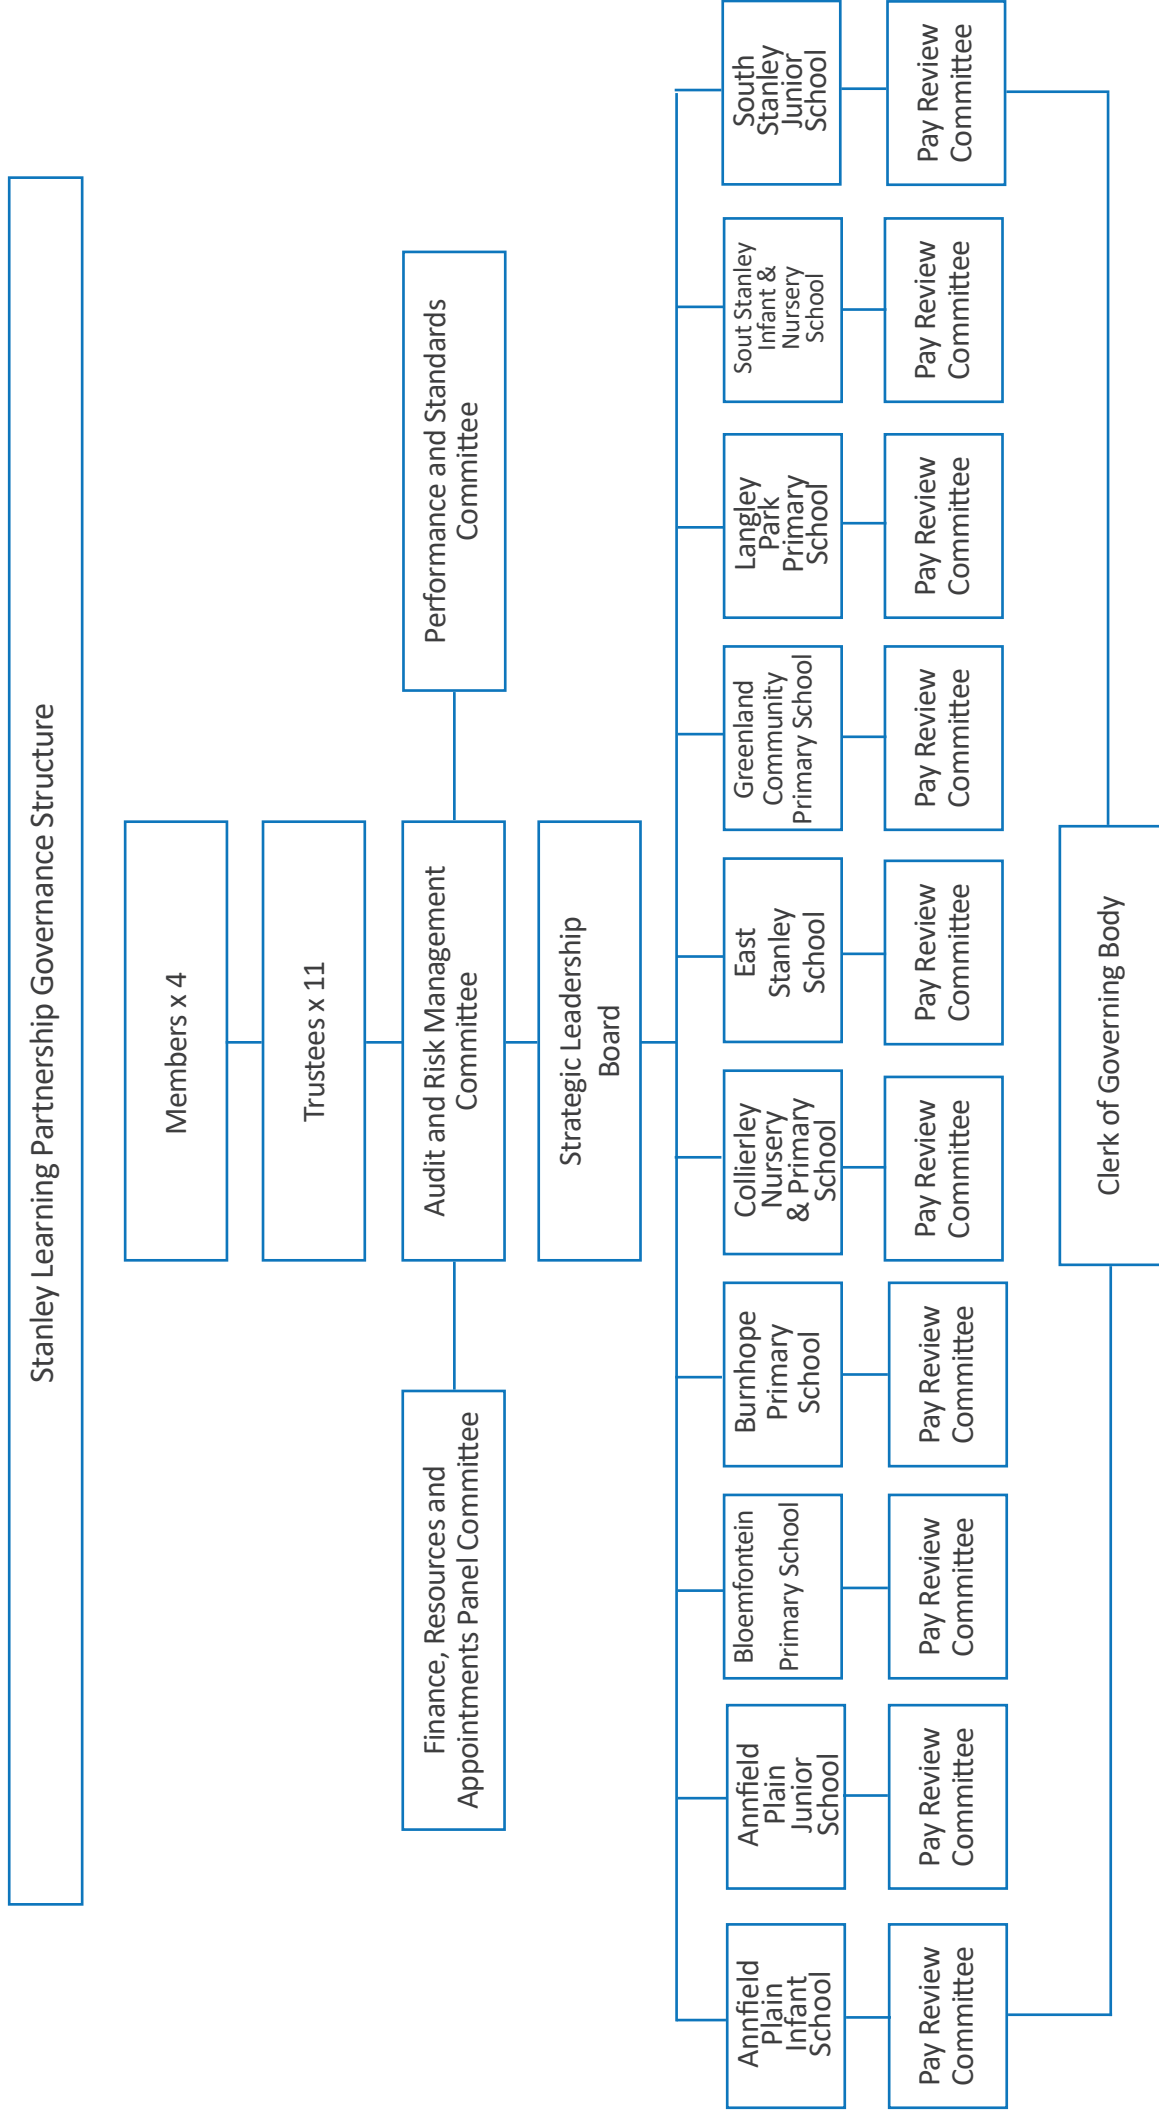 Stanley Learning Partnership Governance Structure
Members x 4
Trustees x 11
Finance, Resources and
Appointments Panel Committee
Audit and Risk Management
Committee
Performance and Standards
Committee
Strategic Leadership
Board
Annfield
Plain
Infant
School
Annfield
Plain
Junior
School
Bloemfontein
Primary School
Burnhope
Primary
School
Collierley
Nursery
& Primary
School
East
Stanley
School
Greenland
Community
Primary School
Langley
Park
Primary
School
Sout Stanley
Infant &
Nursery
School
South
Stanley
Junior
School
Pay Review
Committee
Pay Review
Committee
Pay Review
Committee
Pay Review
Committee
Pay Review
Committee
Pay Review
Committee
Pay Review
Committee
Pay Review
Committee
Pay Review
Committee
Pay Review
Committee
Clerk of Governing Body